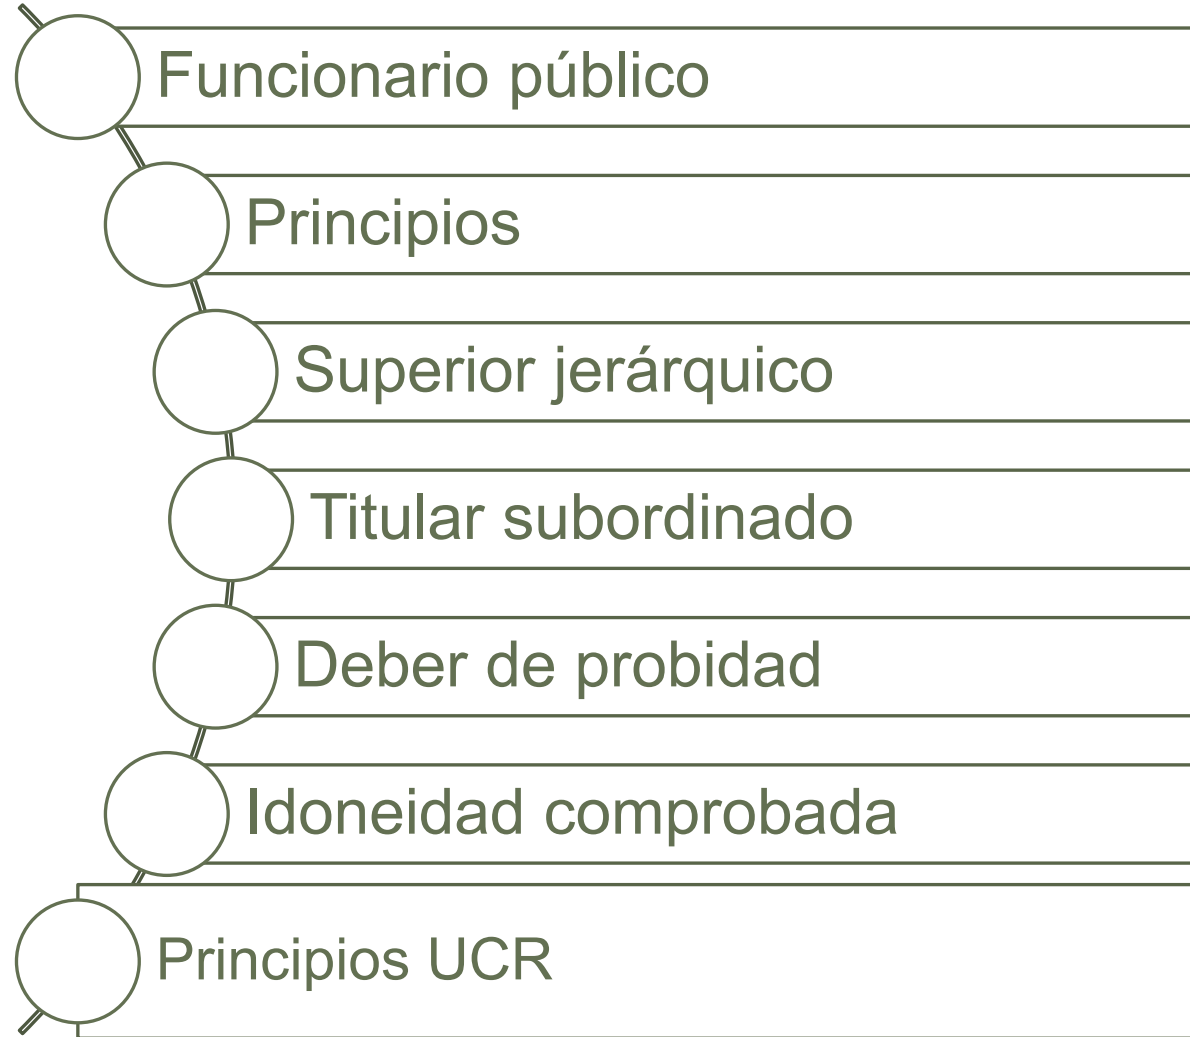 Funcionario público
Principios
Superior jerárquico
Titular subordinado
Deber de probidad
Idoneidad comprobada
Principios UCR